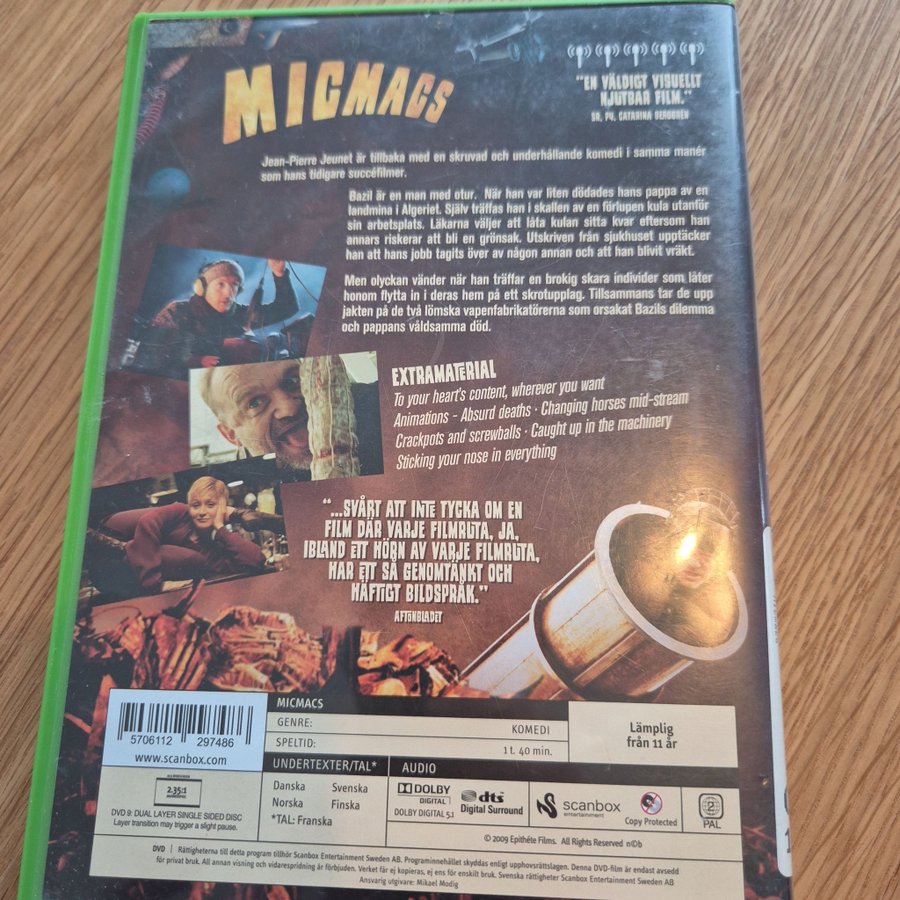 MICMACS
"EN VÄLDIGT VISUELLT
NJUTBAR FILM."
SR, P4, CATARINA BERGGREN
Jean-Pierre Jeunet är tillbaka med en skruvad och underhållande komedi i samma manér
som hans tidigare succéfilmer.
Bazil är en man med otur. När han var liten dödades hans pappa av en
landmina i Algeriet. Själv träffas han i skallen av en förlupen kula utanför
sin arbetsplats. Läkarna väljer att låta kulan sitta kvar eftersom han
annars riskerar att bli en grönsak. Utskriven från sjukhuset upptäcker
han att hans jobb tagits över av någon annan och att han blivit vräkt.
Men olyckan vänder när han träffar en brokig skara individer som låter
honom flytta in i deras hem på ett skrotupplag. Tillsammans tar de upp
jakten på de två lömska vapenfabrikatörerna som orsakat Bazils dilemma
och pappans våldsamma död.
EXTRAMATERIAL
To your heart's content, wherever you want
Animations - Absurd deaths · Changing horses mid-stream
Crackpots and screwballs · Caught up in the machinery
Sticking your nose in everything
"...SVÅRT ATT INTE TYCKA OM EN
FILM DÄR VARJE FILMRUTA, JA,
IBLAND ETT HÖRN AV VARJE FILMRUTA,
HAR ETT SÅ GENOMTÄNKT OCH
HÄFTIGT BILDSPRÅK."
AFTONBLADET
5706112 297486
www.scanbox.com
MICMACS
GENRE: KOMEDI
SPELTID: 1 t. 40 min.
Lämplig
från 11 år
UNDERTEXTER/TAL*
Danska Svenska
Norska Finska
*TAL: Franska
AUDIO
DOLBY
DIGITAL
DOLBY DIGITAL 5.1
dts
Digital Surround
scanbox
entertainment
Copy Protected
2
PAL
2.35:1
DVD 9: DUAL LAYER SINGLE SIDED DISC
Layer transition may trigger a slight pause.
© 2009 Epithète Films. All Rights Reserved n©b
DVD | Rättigheterna till detta program tillhör Scanbox Entertainment Sweden AB. Programinnehållet skyddas enligt upphovsrättslagen. Denna DVD-film är endast avsedd
för privat bruk. All annan visning och vidarespridning är förbjuden. Verket får ej kopieras, ej ens för enskilt bruk. Svenska rättigheter Scanbox Entertainment Sweden AB.
Ansvarig utgivare: Mikael Modig